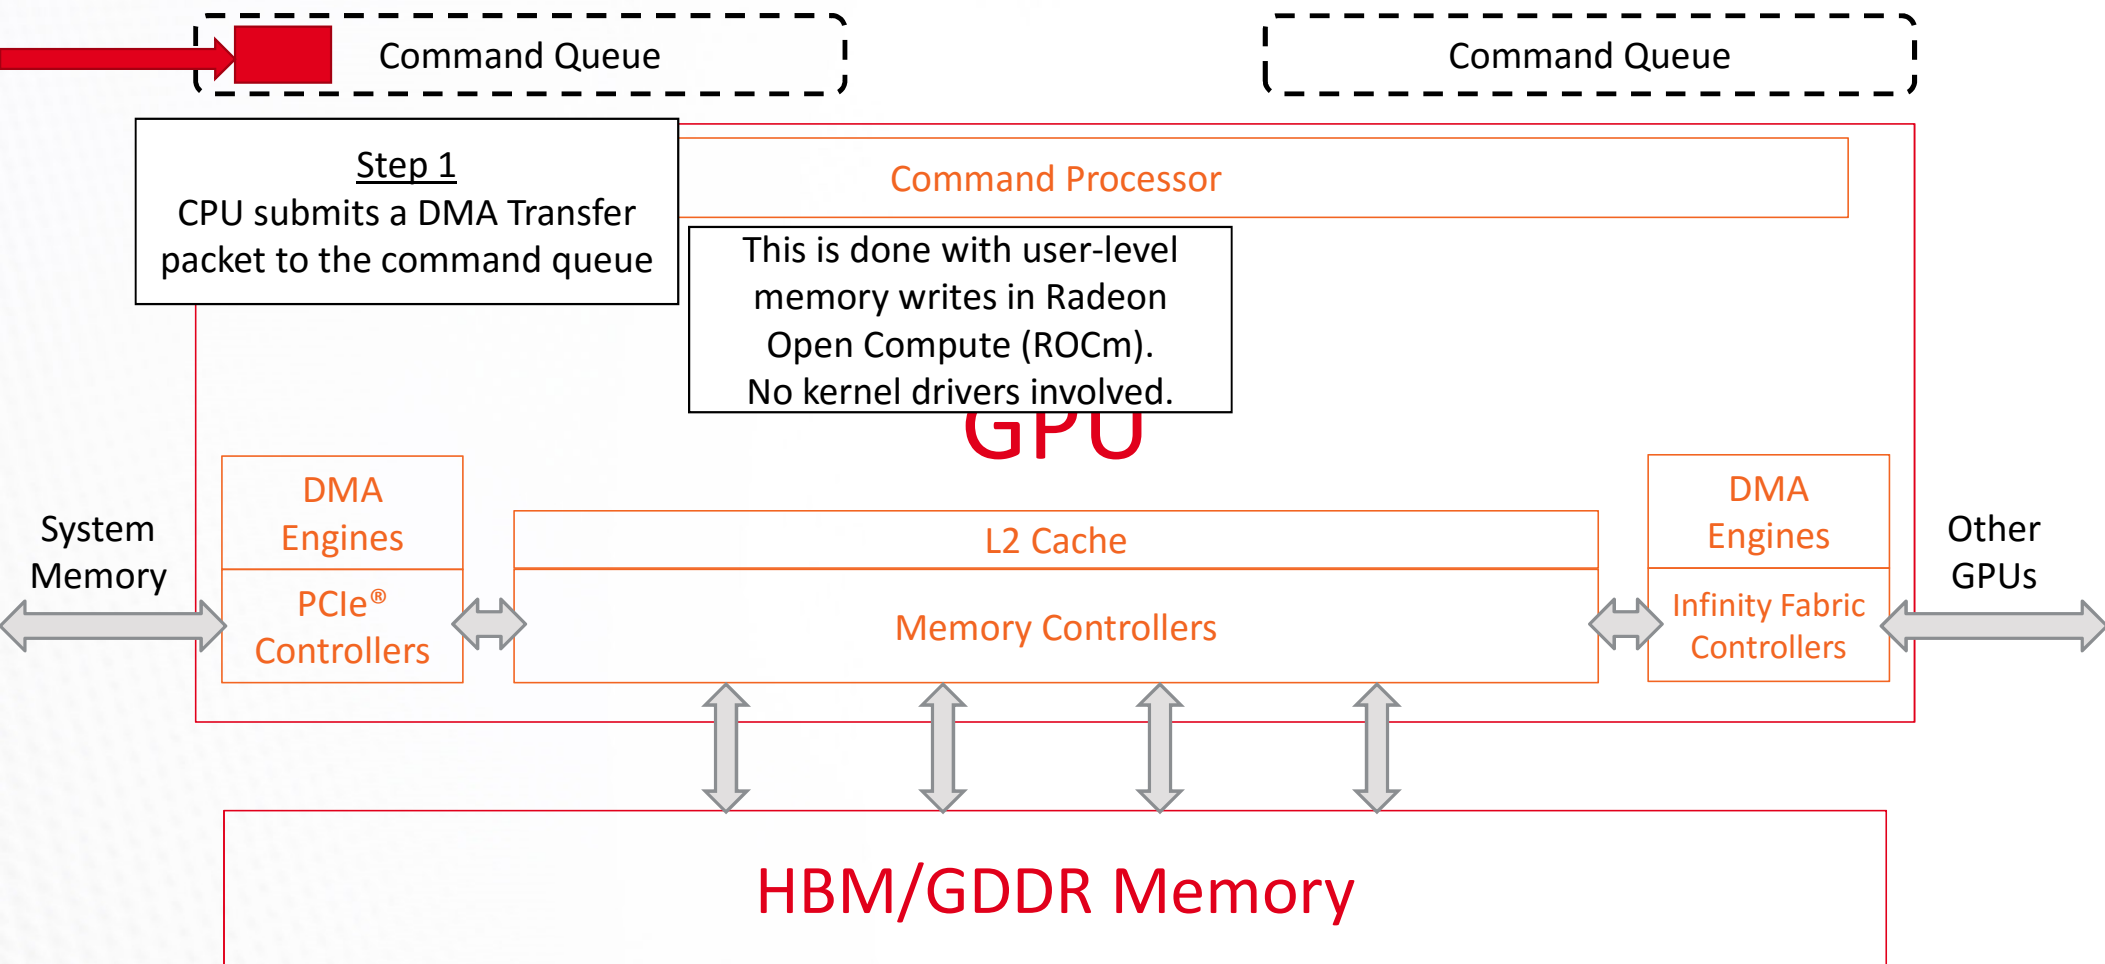 Command Queue
Command Queue
Step 1
CPU submits a DMA Transfer
packet to the command queue
Command Processor
This is done with user-level
memory writes in Radeon
Open Compute (ROCm).
No kernel drivers involved.
GPU
System
Memory
DMA
Engines
PCIe®
Controllers
L2 Cache
Memory Controllers
DMA
Engines
Infinity Fabric
Controllers
Other
GPUs
HBM/GDDR Memory